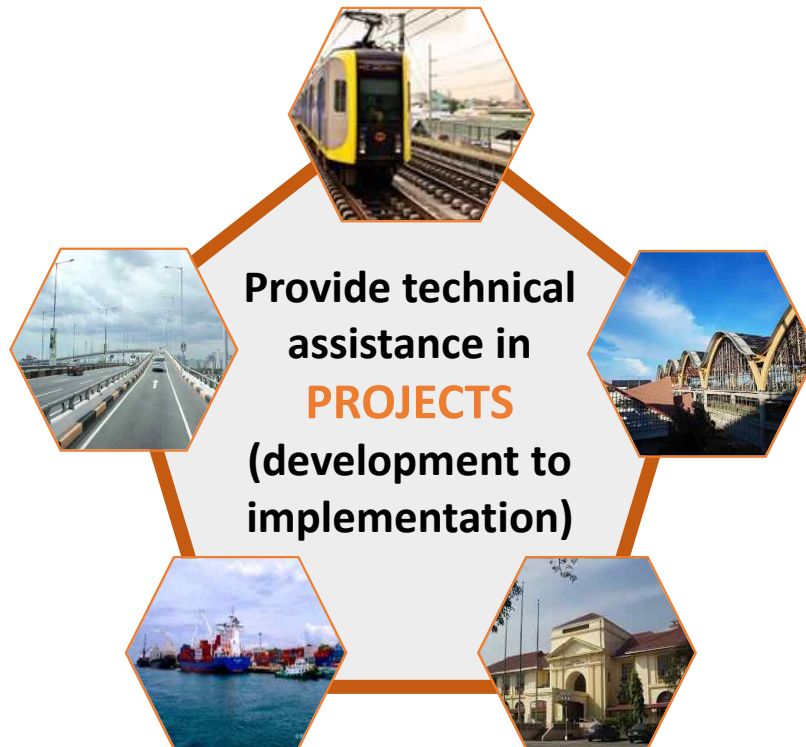 Provide technical
assistance in
PROJECTS
(development to
implementation)